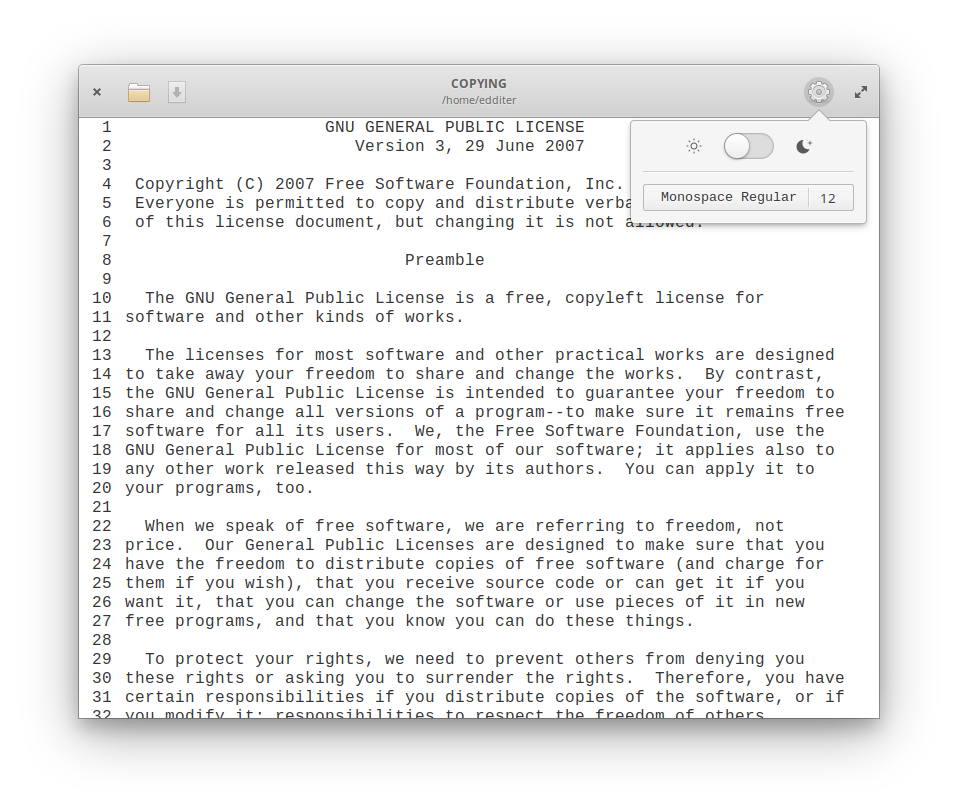 COPYING
/home/edditer
Monospace Regular 12
1 GNU GENERAL PUBLIC LICENSE
2 Version 3, 29 June 2007
3
4 Copyright (C) 2007 Free Software Foundation, Inc.
5 Everyone is permitted to copy and distribute
6 of this license document, but changing it is not allowed.
7
8 Preamble
9
10 The GNU General Public License is a free, copyleft license for
11 software and other kinds of works.
12
13 The licenses for most software and other practical works are designed
14 to take away your freedom to share and change the works.  By contrast,
15 the GNU General Public License is intended to guarantee your freedom to
16 share and change all versions of a program--to make sure it remains free
17 software for all its users.  We, the Free Software Foundation, use the
18 GNU General Public License for most of our software; it applies also to
19 any other work released this way by its authors.  You can apply it to
20 your programs, too.
21
22 When we speak of free software, we are referring to freedom, not
23 price.  Our General Public Licenses are designed to make sure that you
24 have the freedom to distribute copies of free software (and charge for
25 them if you wish), that you receive source code or can get it if you
26 want it, that you can change the software or use pieces of it in new
27 free programs, and that you know you can do these things.
28
29 To protect your rights, we need to prevent others from denying you
30 these rights or asking you to surrender the rights.  Therefore, you have
31 certain responsibilities if you distribute copies of the software, or if
32 you modify it: responsibilities to respect the freedom of others.